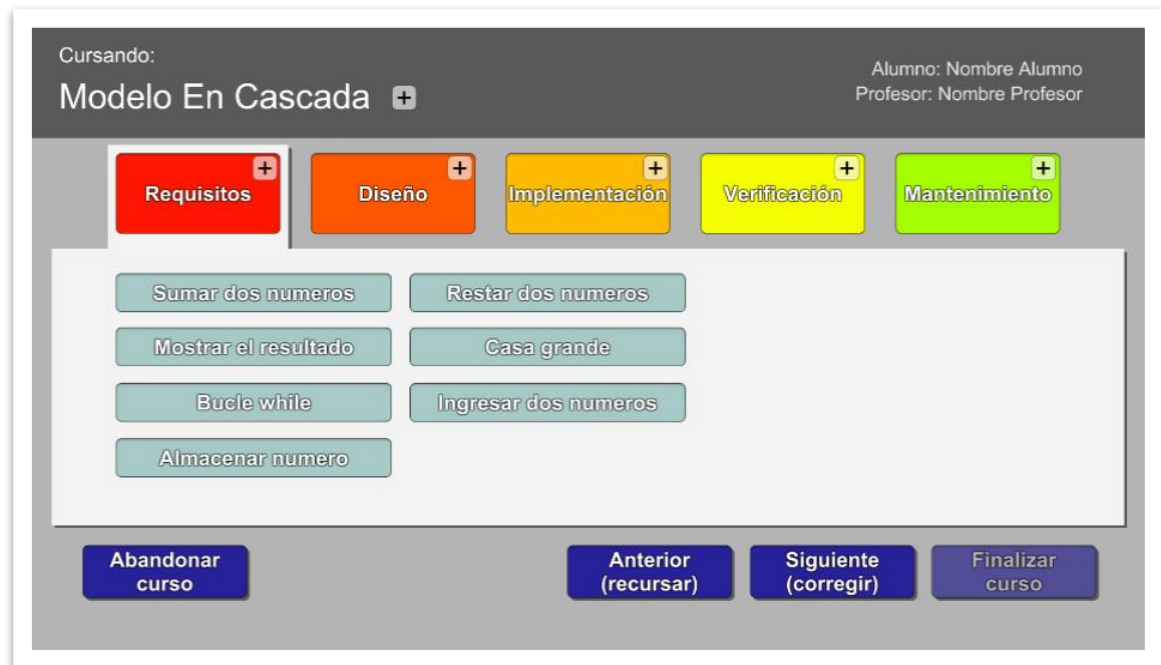 Cursando:
Modelo En Cascada +
Alumno: Nombre Alumno
Profesor: Nombre Profesor
Requisitos +
Diseño +
Implementación +
Verificación +
Mantenimiento +
Sumar dos numeros
Restar dos numeros
Mostrar el resultado
Casa grande
Bucle while
Ingresar dos numeros
Almacenar numero
Abandonar
curso
Anterior
(recursar)
Siguiente
(corregir)
Finalizar
curso